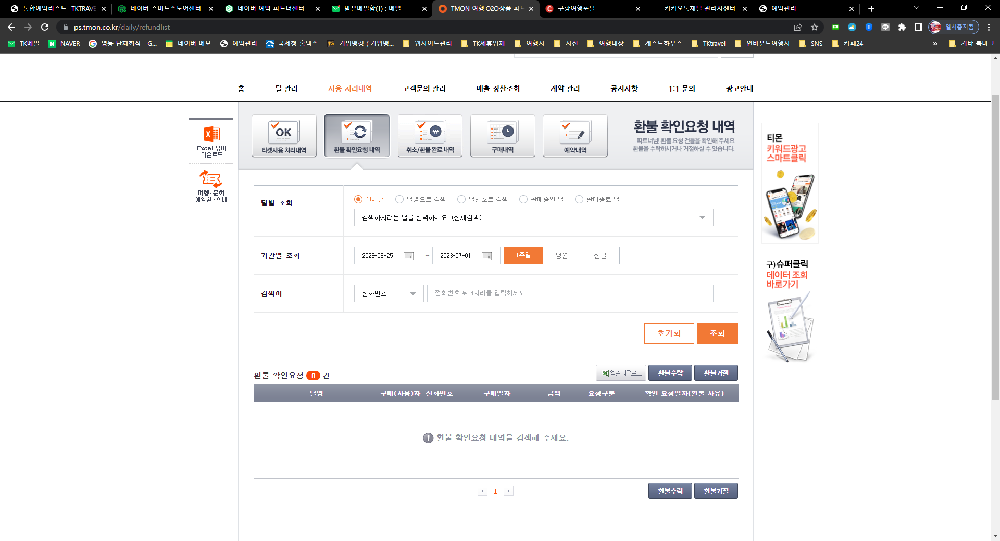 통합예약리스트 -TKTRAVE
네이버 스마트스토어센터
네이버 예약 파트너센터
받은메일함(1) : 메일
TMON 여행·O2O상품 파트
쿠팡여행포탈
카카오톡채널 관리자센터
예약관리
ps.tmon.co.kr/daily/refundlist
일시중지됨
TK메일
NAVER
명동 단체회식 - G...
네이버 메모
예약관리
국세청 홈택스
기업뱅킹 ( 기업뱅...
웹사이트관리
TK제휴업체
여행사
사진
여행대장
게스트하우스
TKtravel
인바운드여행사
SNS
카페24
»
기타 북마크
홈
딜 관리
사용·처리내역
고객문의 관리
매출·정산조회
계약 관리
공지사항
1:1 문의
광고안내
Excel 뷰어
다운로드
여행·문화
예약환불안내
OK
티켓사용 처리내역
환불 확인요청 내역
취소/환불 완료 내역
구매내역
예약내역
환불 확인요청 내역
파트너님! 환불 요청 건들을 확인해 주세요
환불을 수락하시거나 거절하실 수 있습니다.
티몬
키워드광고
스마트클릭
구)슈퍼클릭
데이터 조회
바로가기
딜별 조회
전체딜
딜명으로 검색
딜번호로 검색
판매중인 딜
판매종료 딜
검색하시려는 딜을 선택하세요. (전체검색)
기간별 조회
2023-06-25
~
2023-07-01
1주일
당월
전월
검색어
전화번호
전화번호 뒤 4자리를 입력하세요
초기화
조회
환불 확인요청 0 건
엑셀다운로드
환불수락
환불거절
딜명
구매(사용)자
전화번호
구매일자
금액
요청구분
확인 요청일자(환불 사유)
환불 확인요청 내역을 검색해 주세요.
< 1 >
환불수락
환불거절